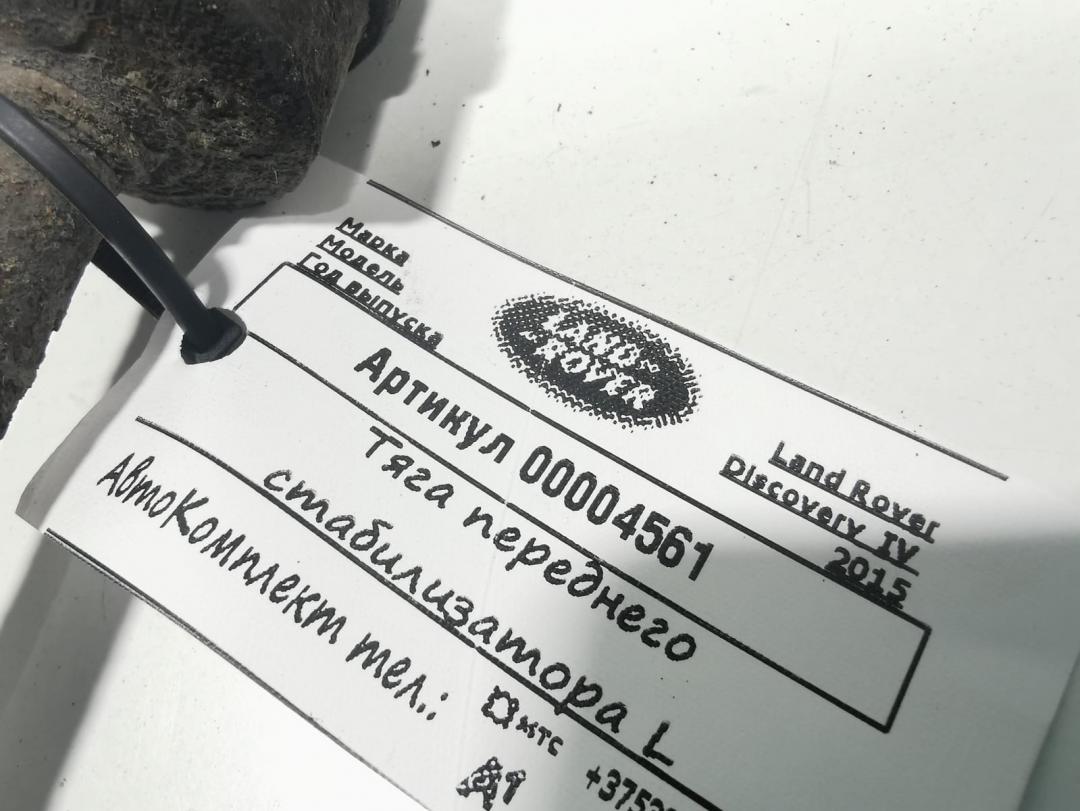 Марка
Модель
Год выпуска
LAND-
ROVER
Land Rover
Discovery IV
2015
Артикул 00004561
Тяга переднего
стабилизатора L
АвтоКомплект тел.:
мтс
A1